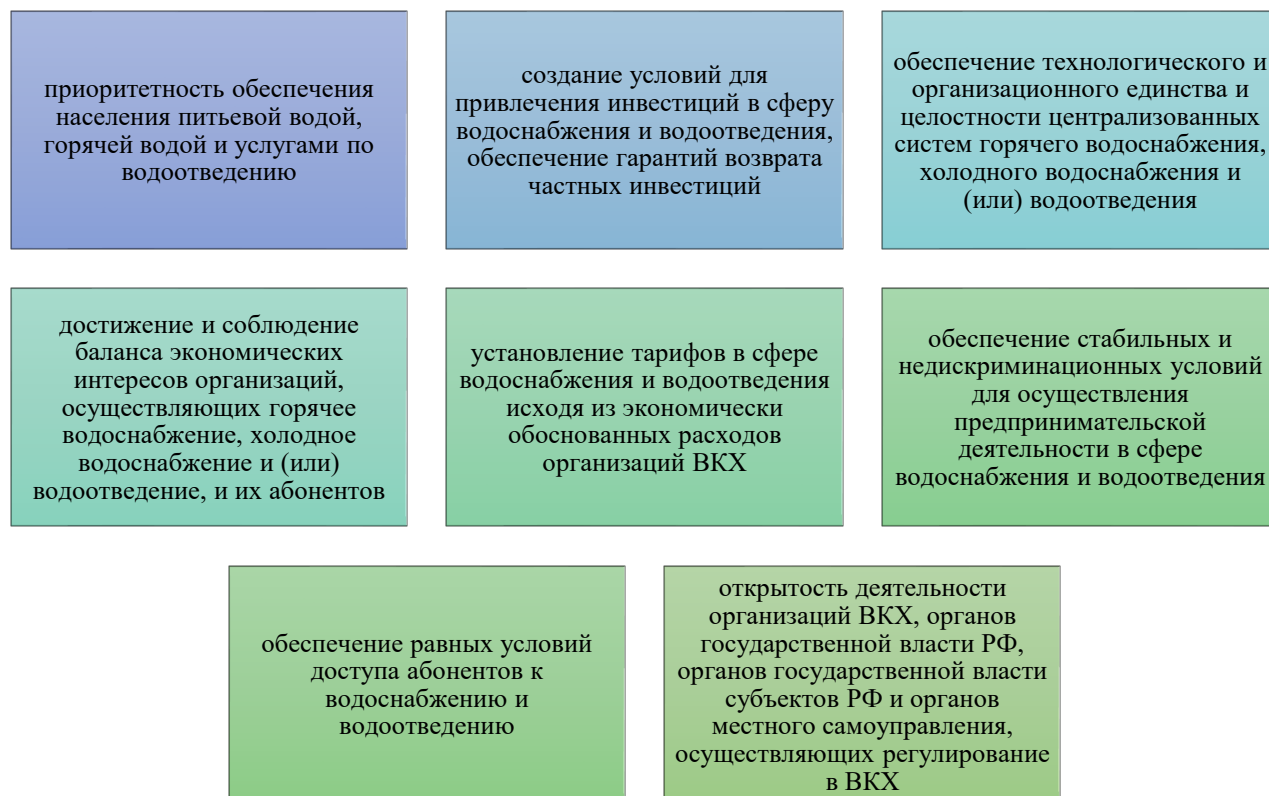 приоритетность обеспечения
населения питьевой водой,
горячей водой и услугами по
водоотведению
создание условий для
привлечения инвестиций в сферу
водоснабжения и водоотведения,
обеспечение гарантий возврата
частных инвестиций
обеспечение технологического и
организационного единства и
целостности централизованных
систем горячего водоснабжения,
холодного водоснабжения и
(или) водоотведения
достижение и соблюдение
баланса экономических
интересов организаций,
осуществляющих горячее
водоснабжение, холодное
водоснабжение и (или)
водоотведение, и их абонентов
установление тарифов в сфере
водоснабжения и водоотведения
исходя из экономически
обоснованных расходов
организаций ВКХ
обеспечение стабильных и
недискриминационных условий
для осуществления
предпринимательской
деятельности в сфере
водоснабжения и водоотведения
обеспечение равных условий
доступа абонентов к
водоснабжению и
водоотведению
открытость деятельности
организаций ВКХ, органов
государственной власти РФ,
органов государственной власти
субъектов РФ и органов
местного самоуправления,
осуществляющих регулирование
в ВКХ